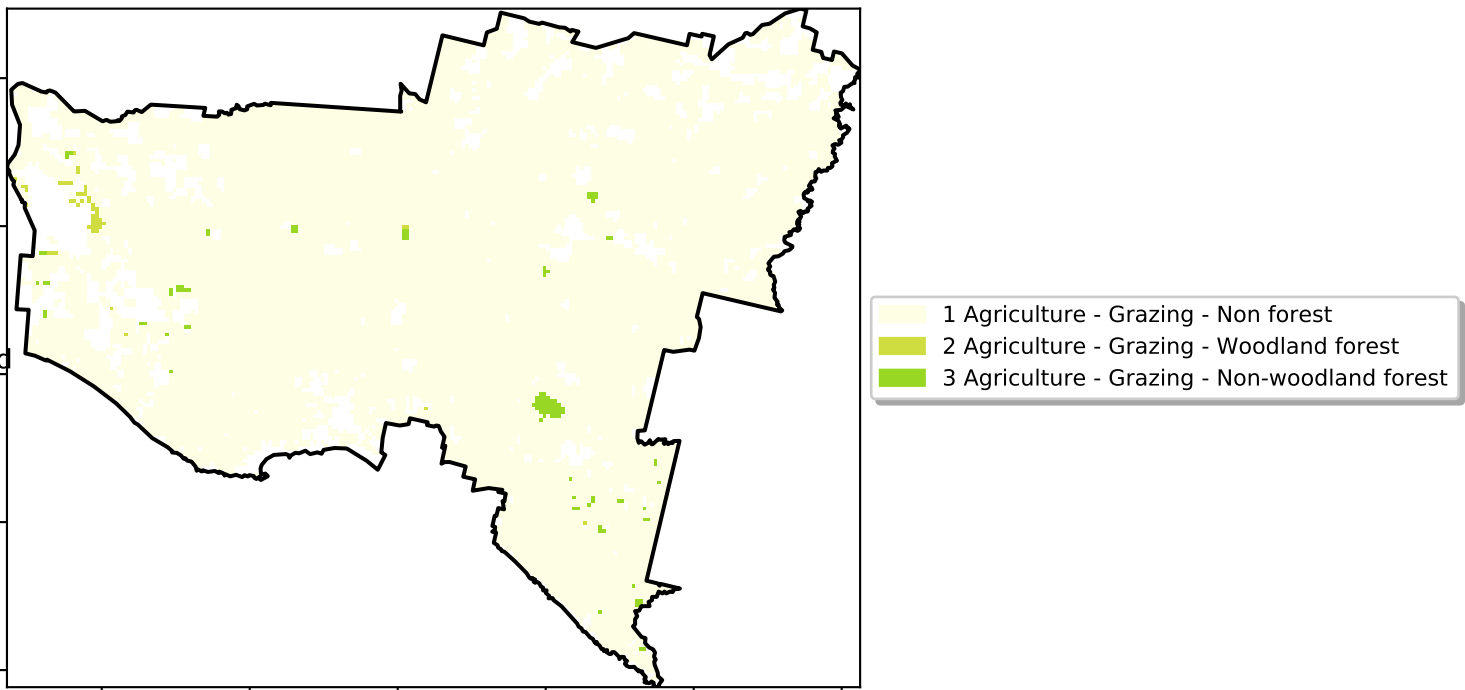 d
1 Agriculture - Grazing - Non forest
2 Agriculture - Grazing - Woodland forest
3 Agriculture - Grazing - Non-woodland forest